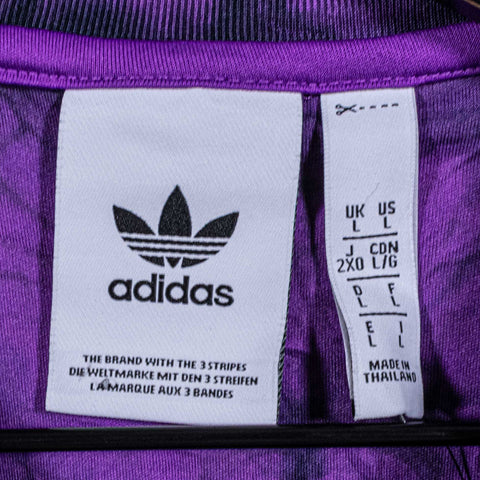 adidas
THE BRAND WITH THE 3 STRIPES
DIE WELTMARKE MIT DEN 3 STREIFEN
LA MARQUE AUX 3 BANDES
UK US
L L
J CDN
2XO L/G
D F
L L
E I
L L
MADE IN
THAILAND